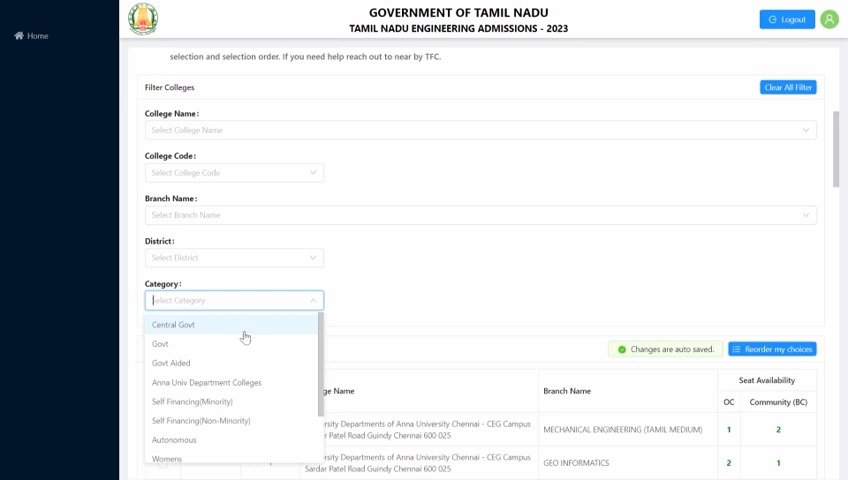 GOVERNMENT OF TAMIL NADU
TAMIL NADU ENGINEERING ADMISSIONS - 2023
Logout
Home
selection and selection order. If you need help reach out to near by TFC.
Filter Colleges
Clear All Filter
College Name:
Select College Name
College Code:
Select College Code
Branch Name:
Select Branch Name
District:
Select District
Category:
Select Category
Central Govt
Govt
Govt Aided
Anna Univ Department Colleges
Self Financing(Minority)
Self Financing(Non-Minority)
Autonomous
Womens
Changes are auto saved.
Reorder my choices
ge Name
Branch Name
Seat Availability
OC
Community (BC)
rsity Departments of Anna University Chennai - CEG Campus
r Patel Road Guindy Chennai 600 025
MECHANICAL ENGINEERING (TAMIL MEDIUM)
1
2
rsity Departments of Anna University Chennai - CEG Campus
Sardar Patel Road Guindy Chennai 600 025
GEO INFORMATICS
2
1